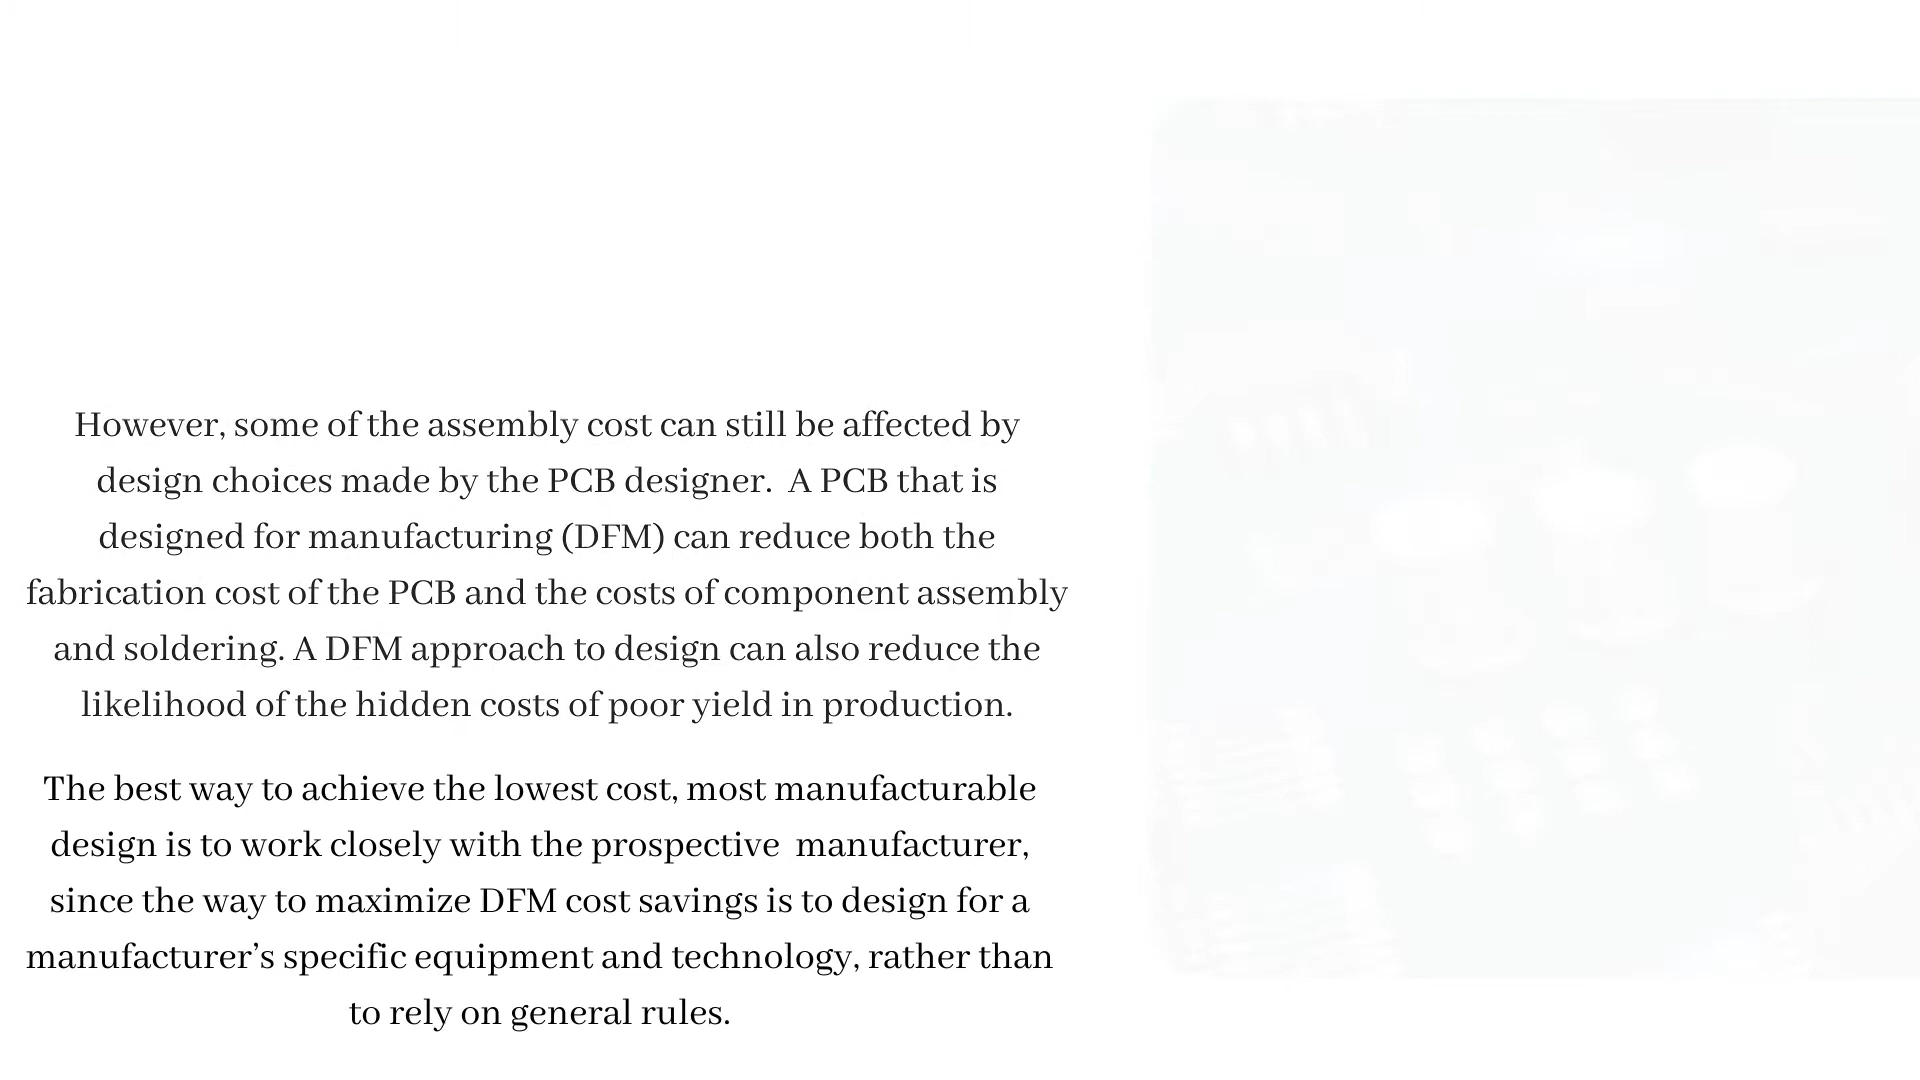 However, some of the assembly cost can still be affected by
design choices made by the PCB designer.  A PCB that is
designed for manufacturing (DFM) can reduce both the
fabrication cost of the PCB and the costs of component assembly
and soldering. A DFM approach to design can also reduce the
likelihood of the hidden costs of poor yield in production.
The best way to achieve the lowest cost, most manufacturable
design is to work closely with the prospective  manufacturer,
since the way to maximize DFM cost savings is to design for a
manufacturer’s specific equipment and technology, rather than
to rely on general rules.